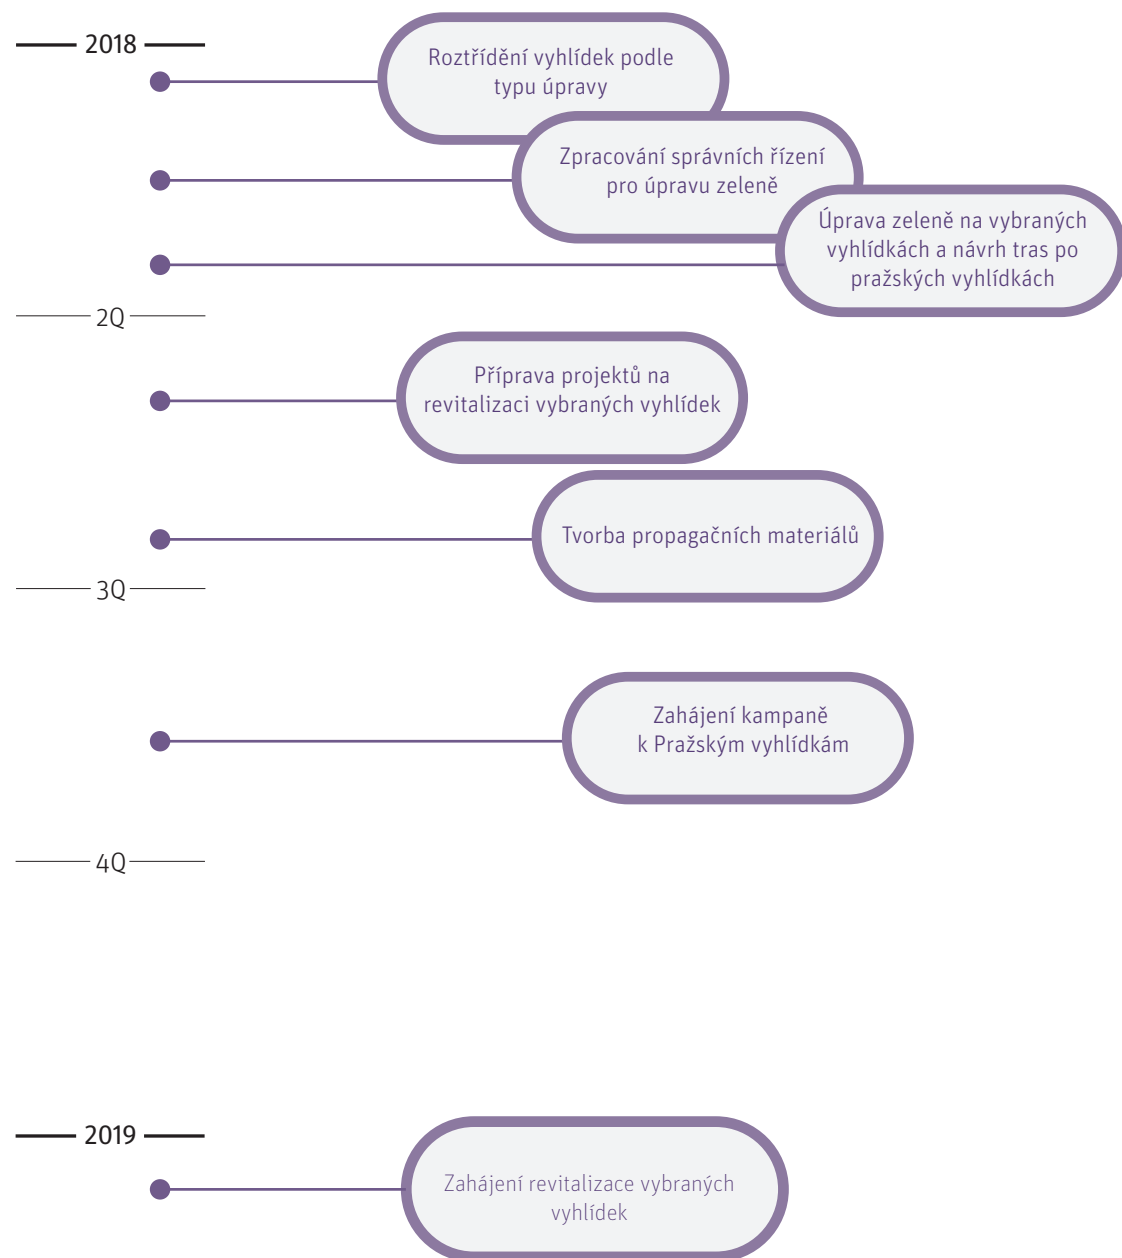 2018
Roztřídění vyhlídek podle
typu úpravy
Zpracování správních řízení
pro úpravu zeleně
Úprava zeleně na vybraných
vyhlídkách a návrh tras po
pražských vyhlídkách
2Q
Příprava projektů na
revitalizaci vybraných vyhlídek
Tvorba propagačních materiálů
3Q
Zahájení kampaně
k Pražským vyhlídkám
4Q
2019
Zahájení revitalizace vybraných
vyhlídek